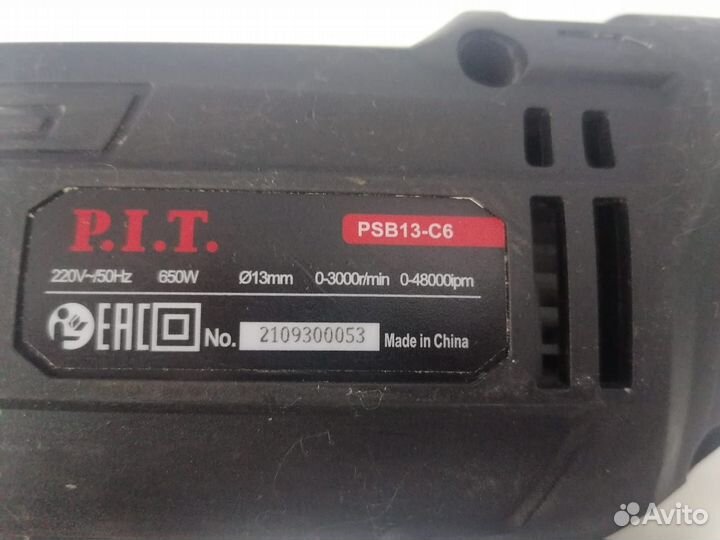 P.I.T.
PSB13-C6
220V~/50Hz 650W Ø13mm 0-3000r/min 0-48000ipm
EAC No. 2109300053 Made in China
Avito